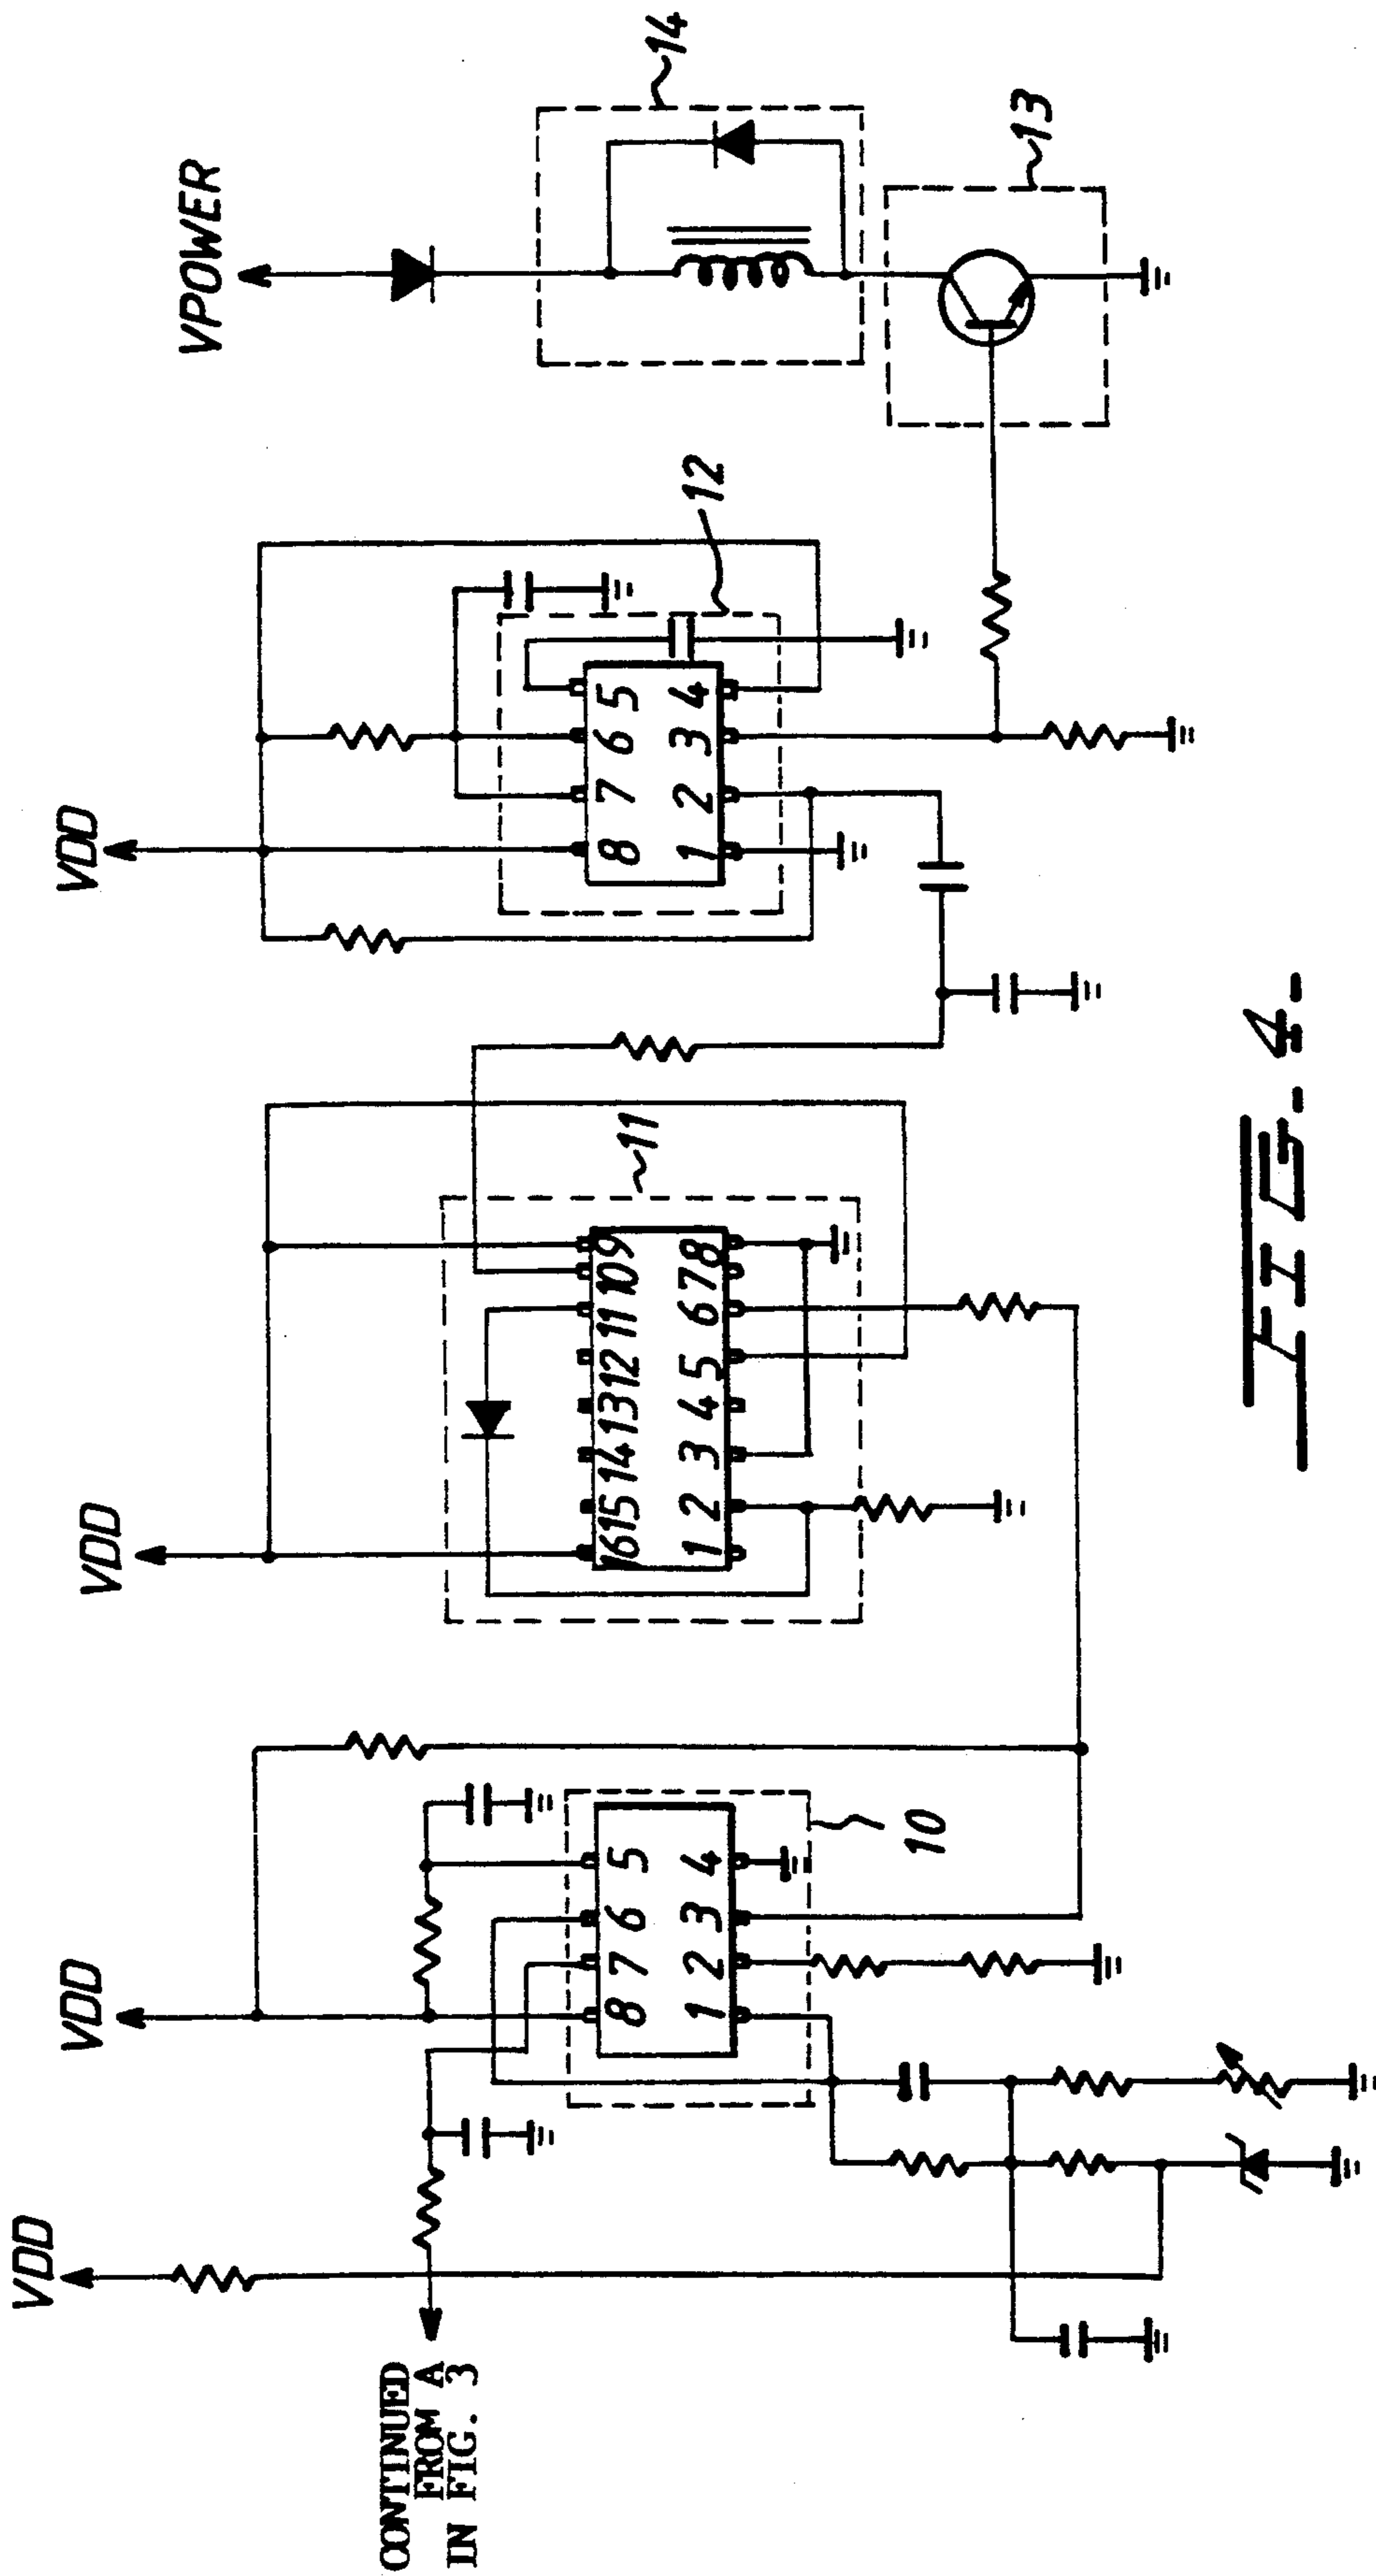 VDD
VDD
VDD
VDD
VPOWER
CONTINUED
FROM A
IN FIG. 3
8 7 6 5
1 2 3 4
10
16 15 14 13 12 11 10 9
1 2 3 4 5 6 7 8
11
8 7 6 5
1 2 3 4
12
13
14
FIG. 4.